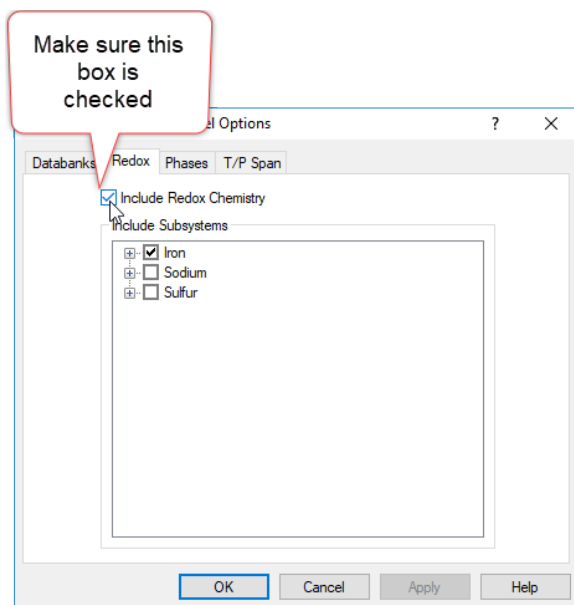 Make sure this
box is
checked
el Options
? X
Databanks Redox Phases T/P Span
Include Redox Chemistry
Include Subsystems
Iron
Sodium
Sulfur
OK Cancel Apply Help